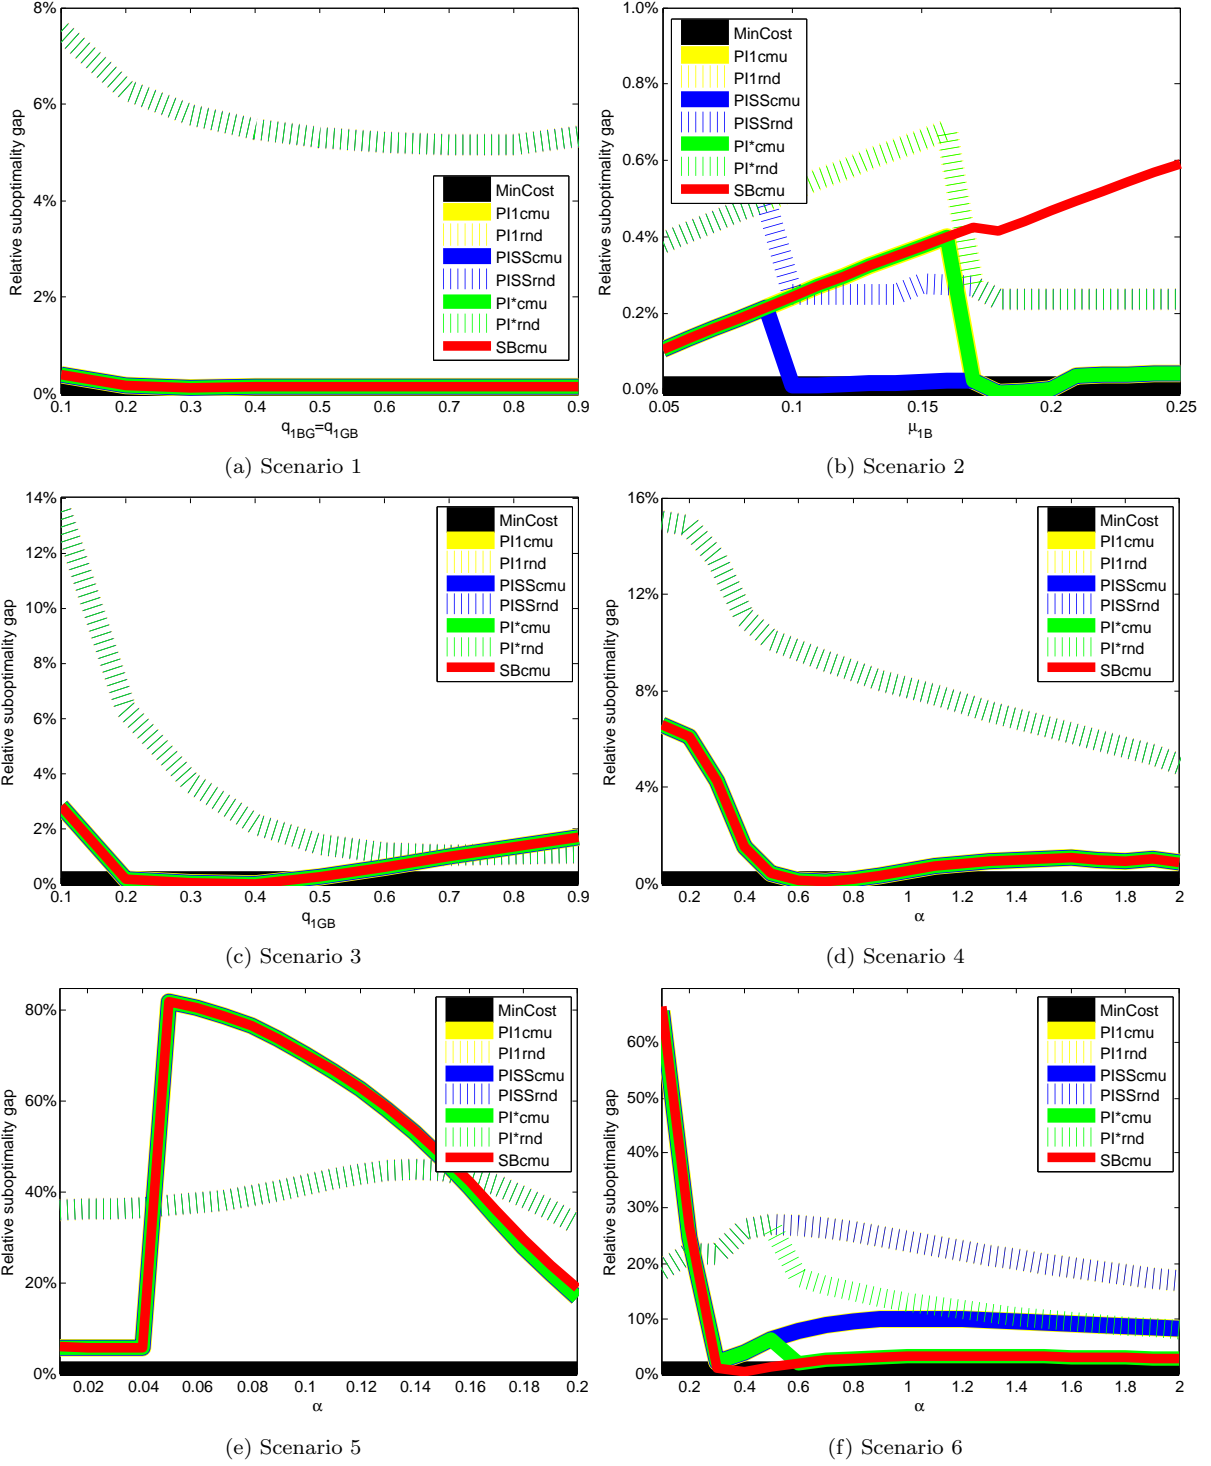 8%
6%
4%
2%
0%
Relative suboptimality gap
MinCost
PI1cmu
PI1rnd
PISScmu
PISSrnd
PI*cmu
PI*rnd
SBcmu
0.1 0.2 0.3 0.4 0.5 0.6 0.7 0.8 0.9
q1BG=q1GB
(a) Scenario 1
1.0%
0.8%
0.6%
0.4%
0.2%
0.0%
Relative suboptimality gap
MinCost
PI1cmu
PI1rnd
PISScmu
PISSrnd
PI*cmu
PI*rnd
SBcmu
0.05 0.1 0.15 0.2 0.25
μ1B
(b) Scenario 2
14%
12%
10%
8%
6%
4%
2%
0%
Relative suboptimality gap
MinCost
PI1cmu
PI1rnd
PISScmu
PISSrnd
PI*cmu
PI*rnd
SBcmu
0.1 0.2 0.3 0.4 0.5 0.6 0.7 0.8 0.9
q1GB
(c) Scenario 3
16%
12%
8%
4%
0%
Relative suboptimality gap
MinCost
PI1cmu
PI1rnd
PISScmu
PISSrnd
PI*cmu
PI*rnd
SBcmu
0.2 0.4 0.6 0.8 1 1.2 1.4 1.6 1.8 2
α
(d) Scenario 4
80%
60%
40%
20%
0%
Relative suboptimality gap
MinCost
PI1cmu
PI1rnd
PISScmu
PISSrnd
PI*cmu
PI*rnd
SBcmu
0.02 0.04 0.06 0.08 0.1 0.12 0.14 0.16 0.18 0.2
α
(e) Scenario 5
60%
50%
40%
30%
20%
10%
0%
Relative suboptimality gap
MinCost
PI1cmu
PI1rnd
PISScmu
PISSrnd
PI*cmu
PI*rnd
SBcmu
0.2 0.4 0.6 0.8 1 1.2 1.4 1.6 1.8 2
α
(f) Scenario 6